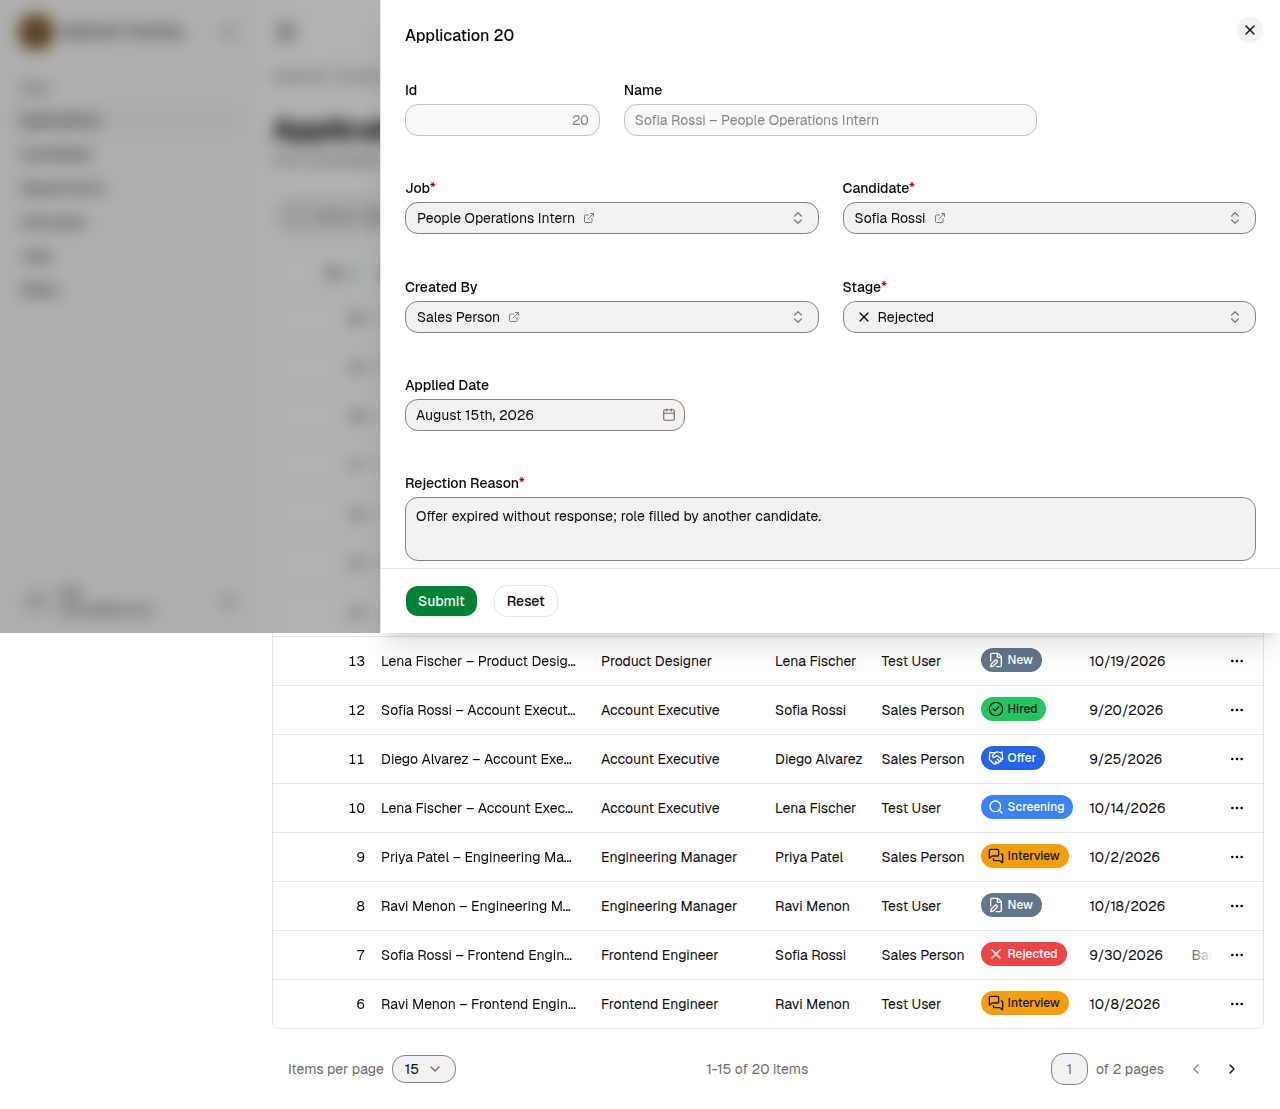 Application 20
Id
Name
20
Sofia Rossi – People Operations Intern
Job*
Candidate*
People Operations Intern
Sofia Rossi
Created By
Stage*
Sales Person
Rejected
Applied Date
August 15th, 2026
Rejection Reason*
Offer expired without response; role filled by another candidate.
Submit
Reset
13 Lena Fischer – Product Desig... Product Designer Lena Fischer Test User New 10/19/2026
12 Sofia Rossi – Account Execut... Account Executive Sofia Rossi Sales Person Hired 9/20/2026
11 Diego Alvarez – Account Exe... Account Executive Diego Alvarez Sales Person Offer 9/25/2026
10 Lena Fischer – Account Exec... Account Executive Lena Fischer Test User Screening 10/14/2026
9 Priya Patel – Engineering Ma... Engineering Manager Priya Patel Sales Person Interview 10/2/2026
8 Ravi Menon – Engineering M... Engineering Manager Ravi Menon Test User New 10/18/2026
7 Sofia Rossi – Frontend Engin... Frontend Engineer Sofia Rossi Sales Person Rejected 9/30/2026
6 Ravi Menon – Frontend Engin... Frontend Engineer Ravi Menon Test User Interview 10/8/2026
Items per page 15 1-15 of 20 items 1 of 2 pages